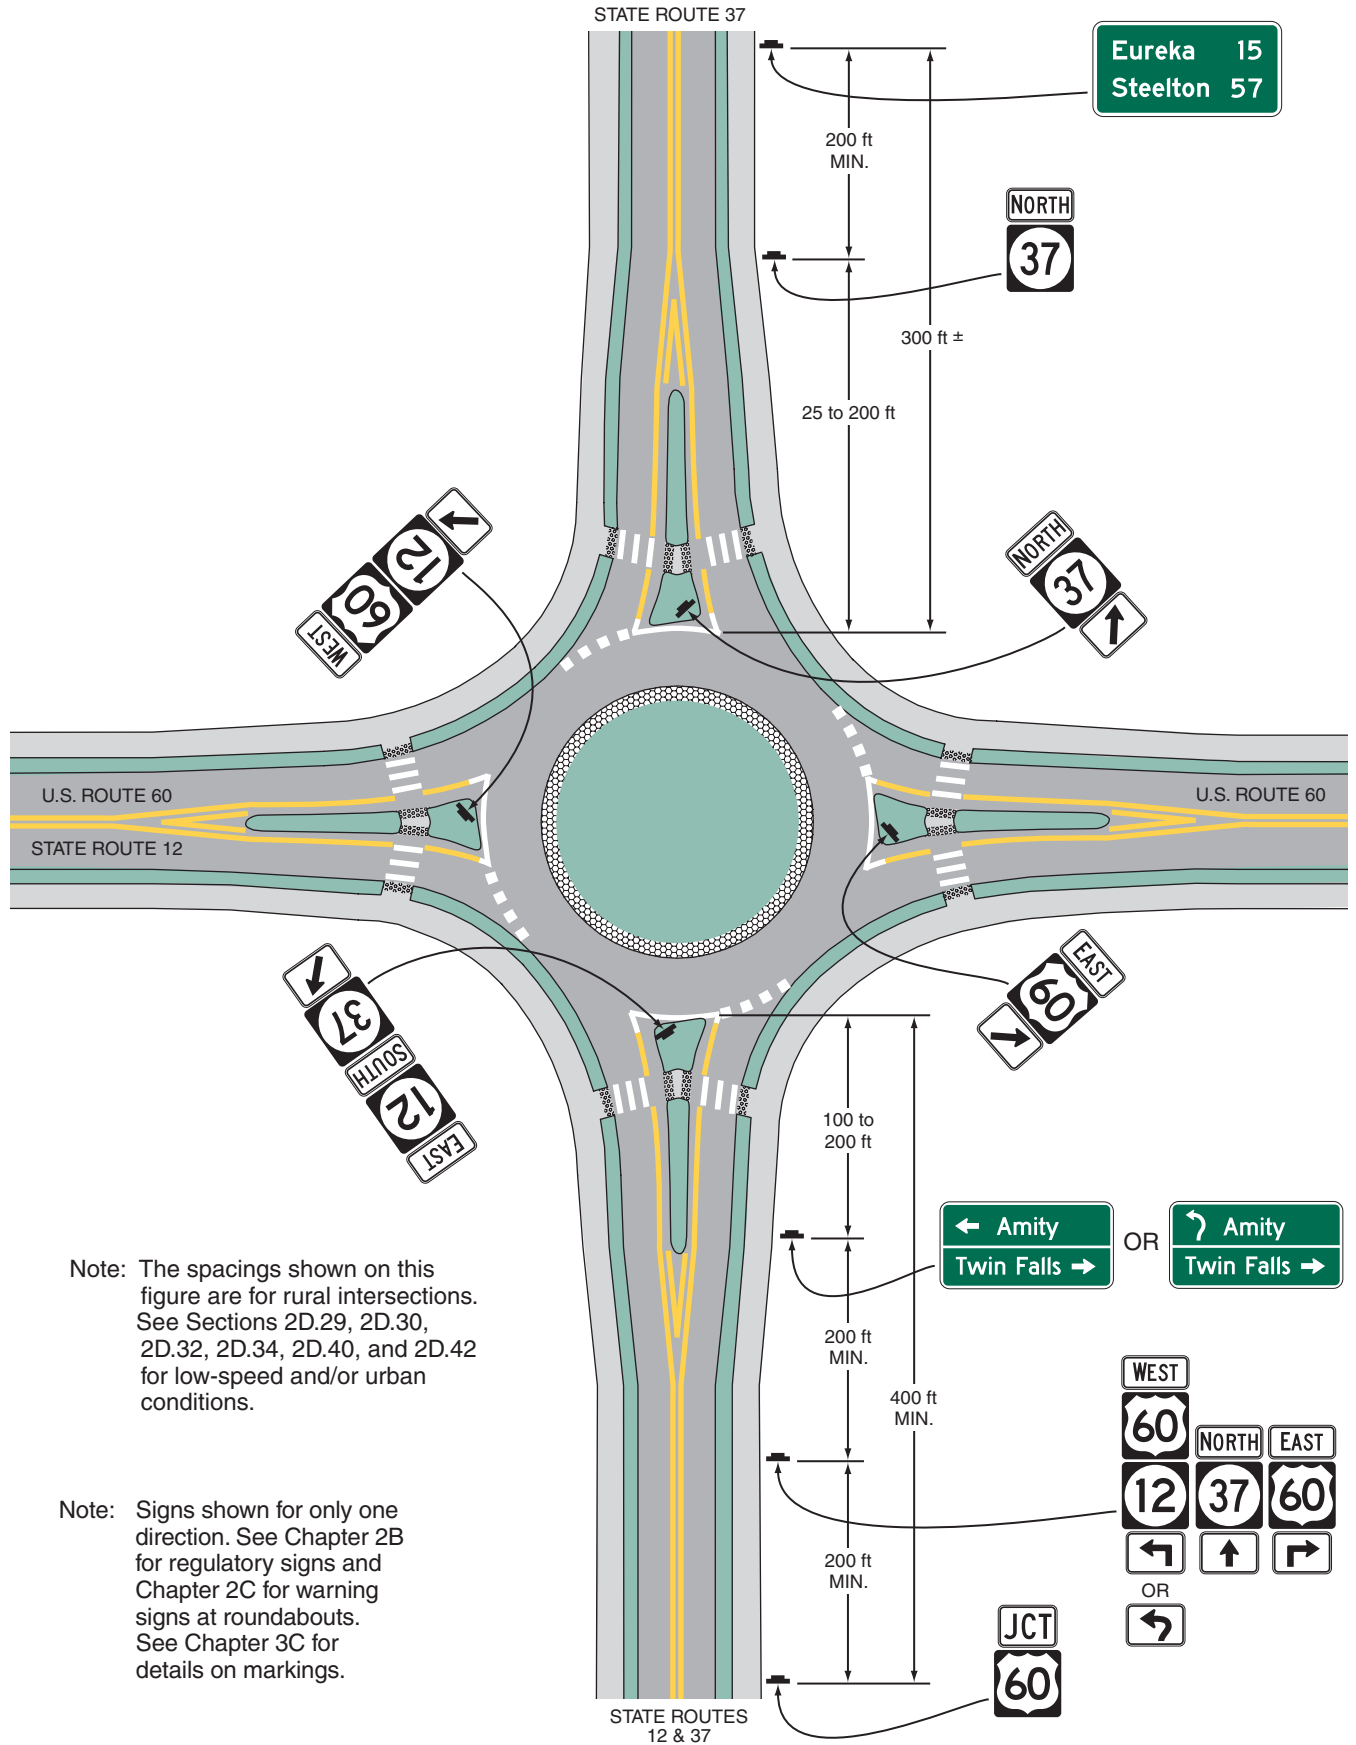 STATE ROUTE 37
Eureka 15
Steelton 57
200 ft
MIN.
NORTH
37
300 ft ±
25 to 200 ft
12
60
WEST
NORTH
37
U.S. ROUTE 60
STATE ROUTE 12
U.S. ROUTE 60
37
SOUTH
12
EAST
EAST
60
100 to
200 ft
← Amity
Twin Falls →
OR
Amity
Twin Falls →
200 ft
MIN.
400 ft
MIN.
WEST
60
12
NORTH
37
EAST
60
OR
200 ft
MIN.
JCT
60
STATE ROUTES
12 & 37
Note: The spacings shown on this
figure are for rural intersections.
See Sections 2D.29, 2D.30,
2D.32, 2D.34, 2D.40, and 2D.42
for low-speed and/or urban
conditions.
Note: Signs shown for only one
direction. See Chapter 2B
for regulatory signs and
Chapter 2C for warning
signs at roundabouts.
See Chapter 3C for
details on markings.